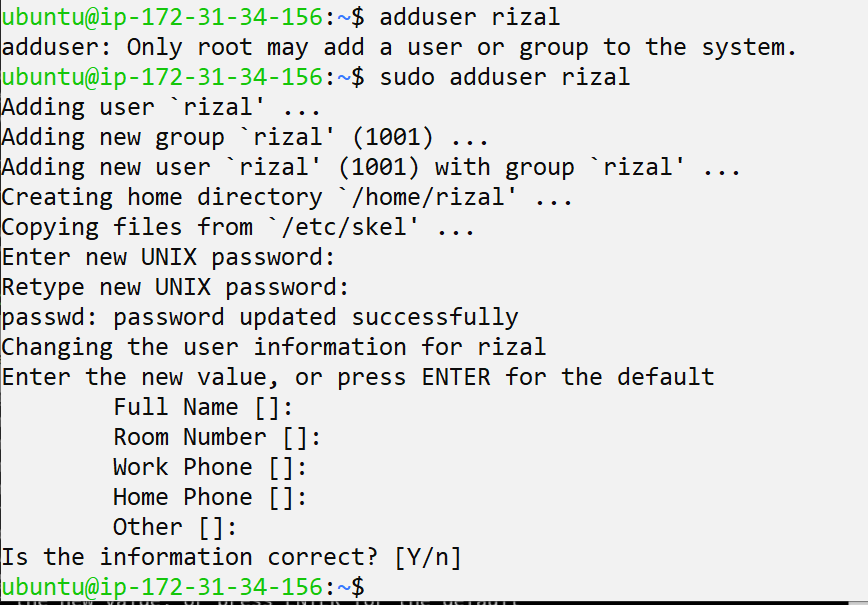 ubuntu@ip-172-31-34-156:~$ adduser rizal
adduser: Only root may add a user or group to the system.
ubuntu@ip-172-31-34-156:~$ sudo adduser rizal
Adding user `rizal' ...
Adding new group `rizal' (1001) ...
Adding new user `rizal' (1001) with group `rizal' ...
Creating home directory `/home/rizal' ...
Copying files from `/etc/skel' ...
Enter new UNIX password:
Retype new UNIX password:
passwd: password updated successfully
Changing the user information for rizal
Enter the new value, or press ENTER for the default
Full Name []:
Room Number []:
Work Phone []:
Home Phone []:
Other []:
Is the information correct? [Y/n]
ubuntu@ip-172-31-34-156:~$